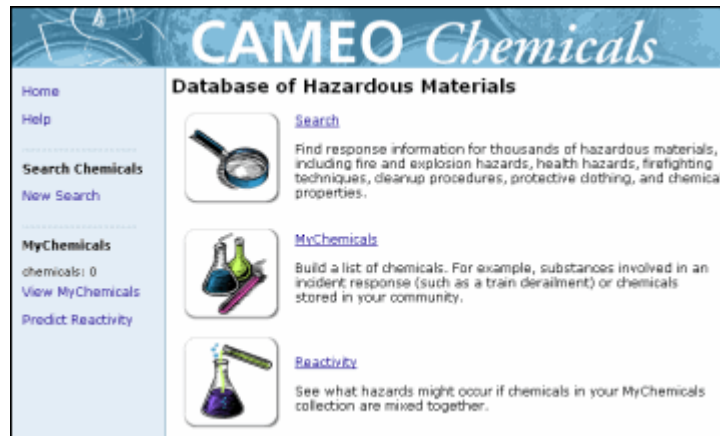 CAMEO Chemicals
Home
Help
Search Chemicals
New Search
MyChemicals
chemicals: 0
View MyChemicals
Predict Reactivity
Database of Hazardous Materials
Search
Find response information for thousands of hazardous materials,
including fire and explosion hazards, health hazards, firefighting
techniques, cleanup procedures, protective clothing, and chemica
properties.
MyChemicals
Build a list of chemicals. For example, substances involved in an
incident response (such as a train derailment) or chemicals
stored in your community.
Reactivity
See what hazards might occur if chemicals in your MyChemicals
collection are mixed together.